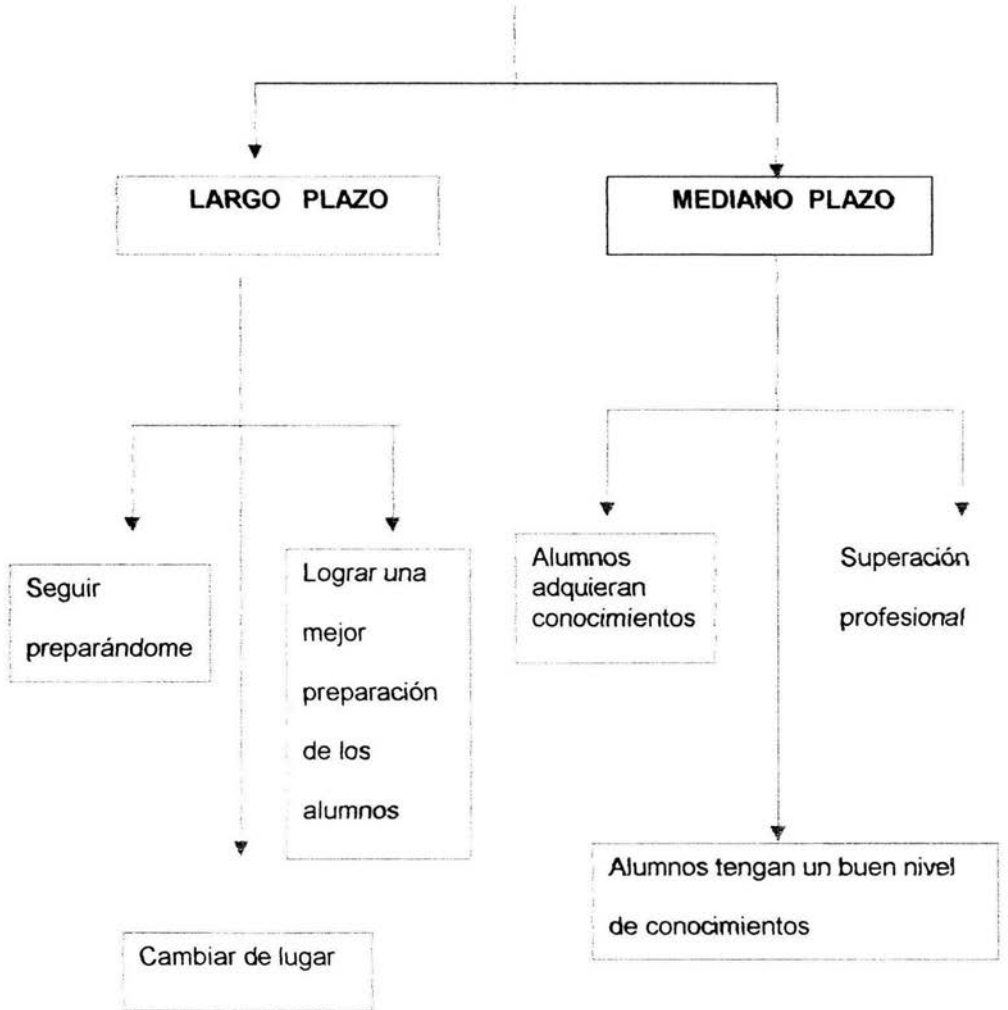 LARGO PLAZO
MEDIANO PLAZO
Seguir
preparándome
Lograr una
mejor
preparación
de los
alumnos
Cambiar de lugar
Alumnos
adquieran
conocimientos
Superación
profesional
Alumnos tengan un buen nivel
de conocimientos